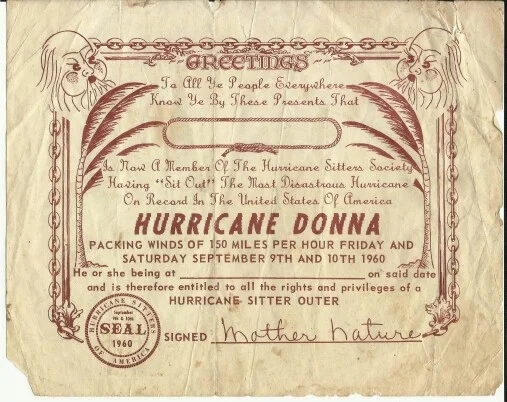 GREETINGS
To All Ye People Everywhere
Know Ye By These Presents That
Is Now A Member Of The Hurricane Sitters Society
Having "Sit Out" The Most Disastrous Hurricane
On Record In The United States Of America
HURRICANE DONNA
PACKING WINDS OF 150 MILES PER HOUR FRIDAY AND
SATURDAY SEPTEMBER 9TH AND 10TH 1960
He or she being at on said date
and is therefore entitled to all the rights and privileges of a
HURRICANE SITTER OUTER
HURRICANE SITTERS
September
9th & 10th
SEAL
1960
OF AMERICA
SIGNED Mother Nature